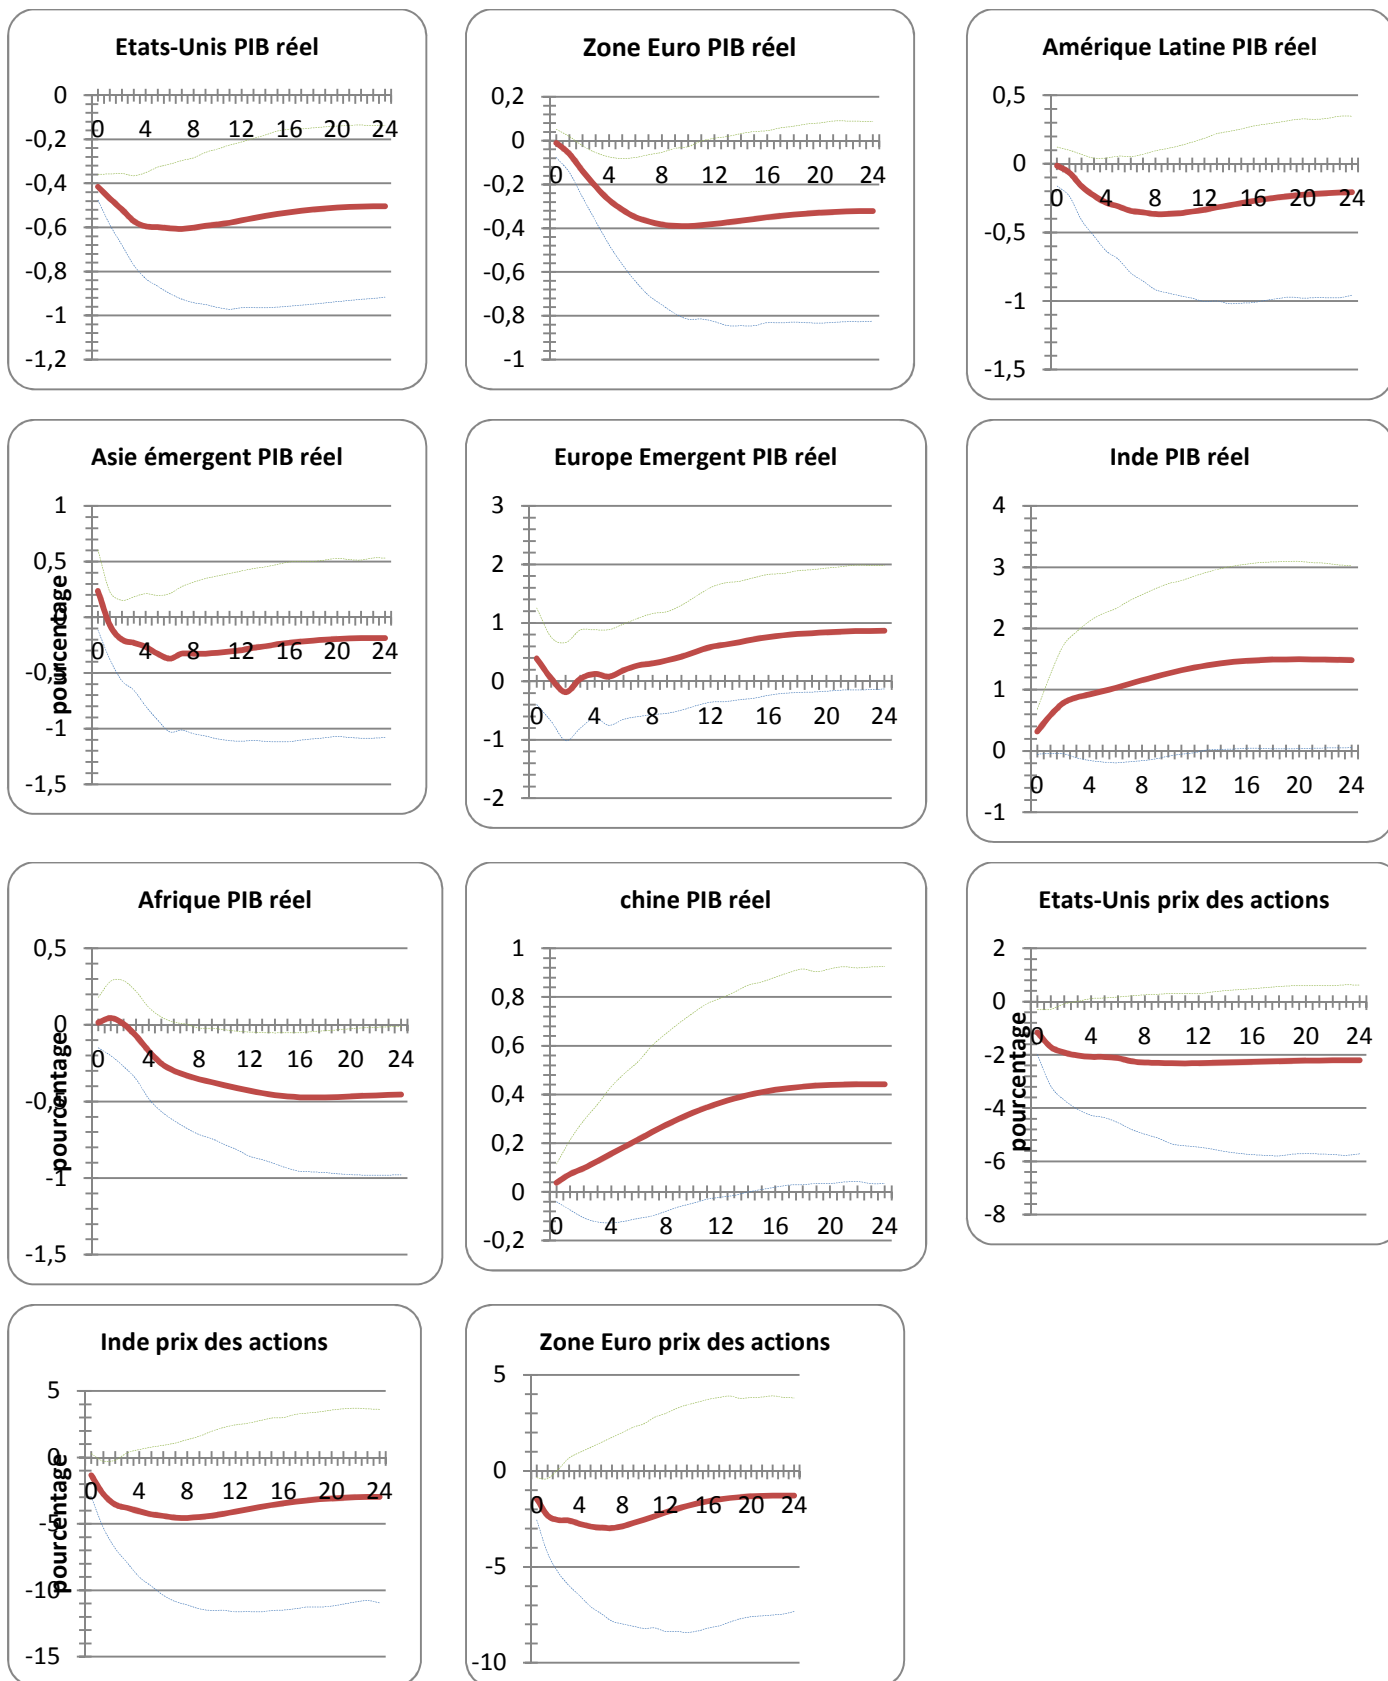 Etats-Unis PIB réel
0
-0,2
-0,4
-0,6
-0,8
-1
-1,2
0 4 8 12 16 20 24
Zone Euro PIB réel
0,2
0
-0,2
-0,4
-0,6
-0,8
-1
0 4 8 12 16 20 24
Amérique Latine PIB réel
0,5
0
-0,5
-1
-1,5
0 4 8 12 16 20 24
Asie émergent PIB réel
pourcendage
1
0,5
0
-0,5
-1
-1,5
0 4 8 12 16 20 24
Europe Emergent PIB réel
3
2
1
0
-1
-2
0 4 8 12 16 20 24
Inde PIB réel
4
3
2
1
0
-1
0 4 8 12 16 20 24
Afrique PIB réel
pourcentage
0,5
0
-0,5
-1
-1,5
0 4 8 12 16 20 24
chine PIB réel
1
0,8
0,6
0,4
0,2
0
-0,2
0 4 8 12 16 20 24
Etats-Unis prix des actions
pourcentage
2
0
-2
-4
-6
-8
0 4 8 12 16 20 24
Inde prix des actions
pourcentage
5
0
-5
-10
-15
0 4 8 12 16 20 24
Zone Euro prix des actions
5
0
-5
-10
0 4 8 12 16 20 24